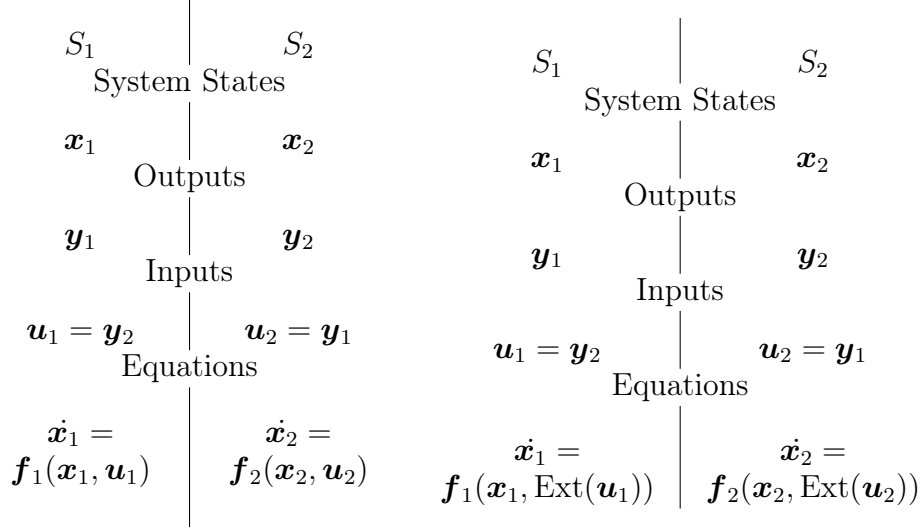 S₁ S₂
System States
𝒙₁ 𝒙₂
Outputs
𝒚₁ 𝒚₂
Inputs
𝒖₁ = 𝒚₂ 𝒖₂ = 𝒚₁
Equations
𝒙̇₁ = 𝒙̇₂ =
𝒇₁(𝒙₁, 𝒖₁) 𝒇₂(𝒙₂, 𝒖₂)
S₁ S₂
System States
𝒙₁ 𝒙₂
Outputs
𝒚₁ 𝒚₂
Inputs
𝒖₁ = 𝒚₂ 𝒖₂ = 𝒚₁
Equations
𝒙̇₁ = 𝒙̇₂ =
𝒇₁(𝒙₁, Ext(𝒖₁)) 𝒇₂(𝒙₂, Ext(𝒖₂))